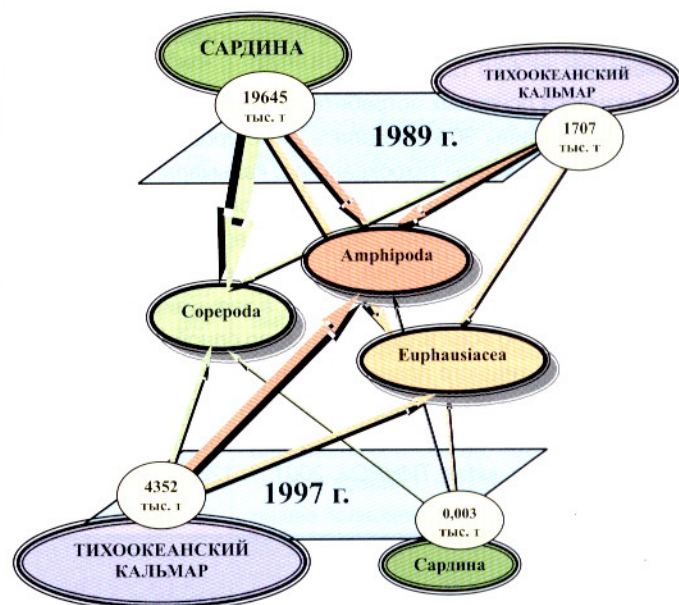 САРДИНА
19645
тыс. т
ТИХООКЕАНСКИЙ
КАЛЬМАР
1707
тыс. т
1989 г.
Amphipoda
Copepoda
Euphausiacea
4352
тыс. т
1997 г.
0,003
тыс. т
ТИХООКЕАНСКИЙ
КАЛЬМАР
Сардина